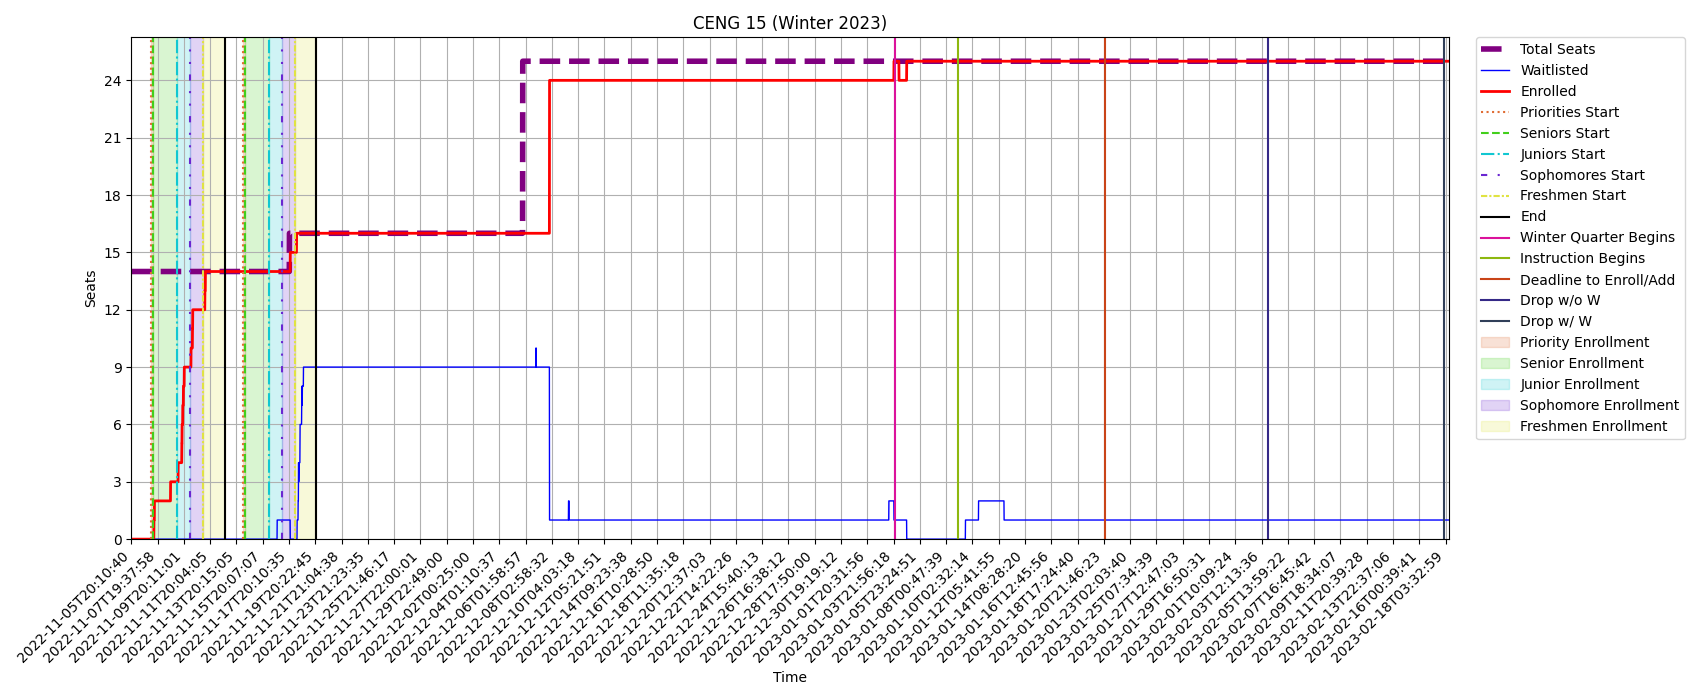 CENG 15 (Winter 2023)
Seats
24
21
18
15
12
9
6
3
0
2022-11-05T20:10:40
2022-11-07T19:37:58
2022-11-09T20:11:01
2022-11-11T20:04:05
2022-11-13T20:15:05
2022-11-15T20:07:07
2022-11-17T20:10:35
2022-11-19T20:22:45
2022-11-21T21:04:38
2022-11-23T21:23:35
2022-11-25T21:46:17
2022-11-27T22:00:01
2022-11-29T22:49:00
2022-12-02T00:25:00
2022-12-04T01:10:37
2022-12-06T01:58:57
2022-12-08T02:58:32
2022-12-10T04:03:18
2022-12-12T05:21:51
2022-12-14T09:23:38
2022-12-16T10:28:50
2022-12-18T11:35:18
2022-12-20T12:37:03
2022-12-22T14:22:26
2022-12-24T15:40:13
2022-12-26T16:38:12
2022-12-28T17:50:00
2022-12-30T19:19:12
2023-01-01T20:31:56
2023-01-03T21:56:18
2023-01-05T23:24:51
2023-01-08T00:47:39
2023-01-10T02:32:14
2023-01-12T05:41:55
2023-01-14T08:28:20
2023-01-16T12:45:56
2023-01-18T17:24:40
2023-01-20T21:46:23
2023-01-23T02:03:40
2023-01-25T07:34:39
2023-01-27T12:47:03
2023-01-29T16:50:31
2023-02-01T10:09:24
2023-02-03T12:13:36
2023-02-05T13:59:22
2023-02-07T16:45:42
2023-02-09T18:34:07
2023-02-11T20:39:28
2023-02-13T22:37:06
2023-02-16T00:39:41
2023-02-18T03:32:59
Time
Total Seats
Waitlisted
Enrolled
Priorities Start
Seniors Start
Juniors Start
Sophomores Start
Freshmen Start
End
Winter Quarter Begins
Instruction Begins
Deadline to Enroll/Add
Drop w/o W
Drop w/ W
Priority Enrollment
Senior Enrollment
Junior Enrollment
Sophomore Enrollment
Freshmen Enrollment